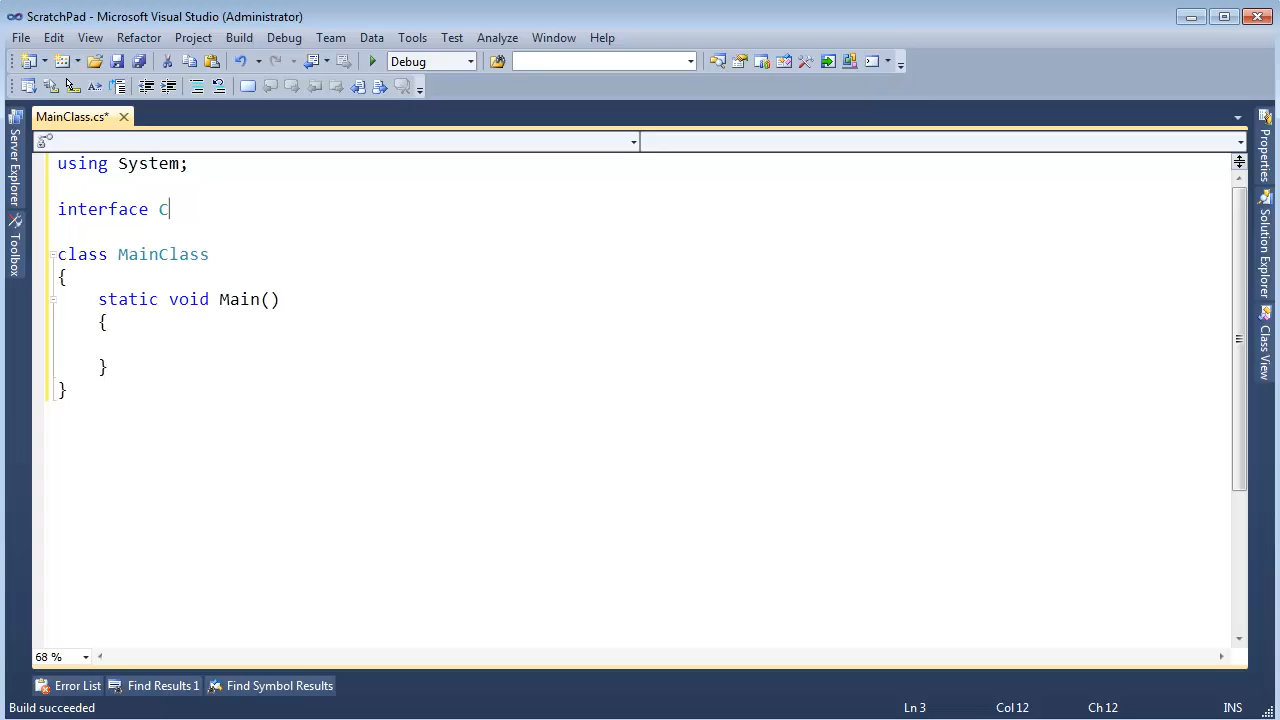 ScratchPad - Microsoft Visual Studio (Administrator)
File Edit View Refactor Project Build Debug Team Data Tools Test Analyze Window Help
Debug
MainClass.cs*
Server Explorer
Toolbox
Properties
Solution Explorer
Class View
using System;
interface C
class MainClass
{
static void Main()
{
}
}
68 %
Error List Find Results 1 Find Symbol Results
Build succeeded Ln 3 Col 12 Ch 12 INS